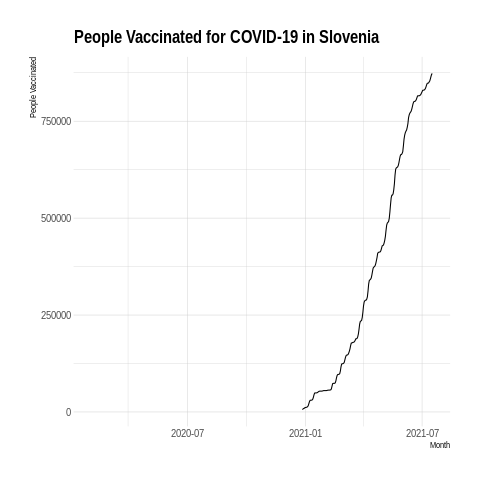 People Vaccinated for COVID-19 in Slovenia
People Vaccinated
750000
500000
250000
0
2020-07 2021-01 2021-07
Month